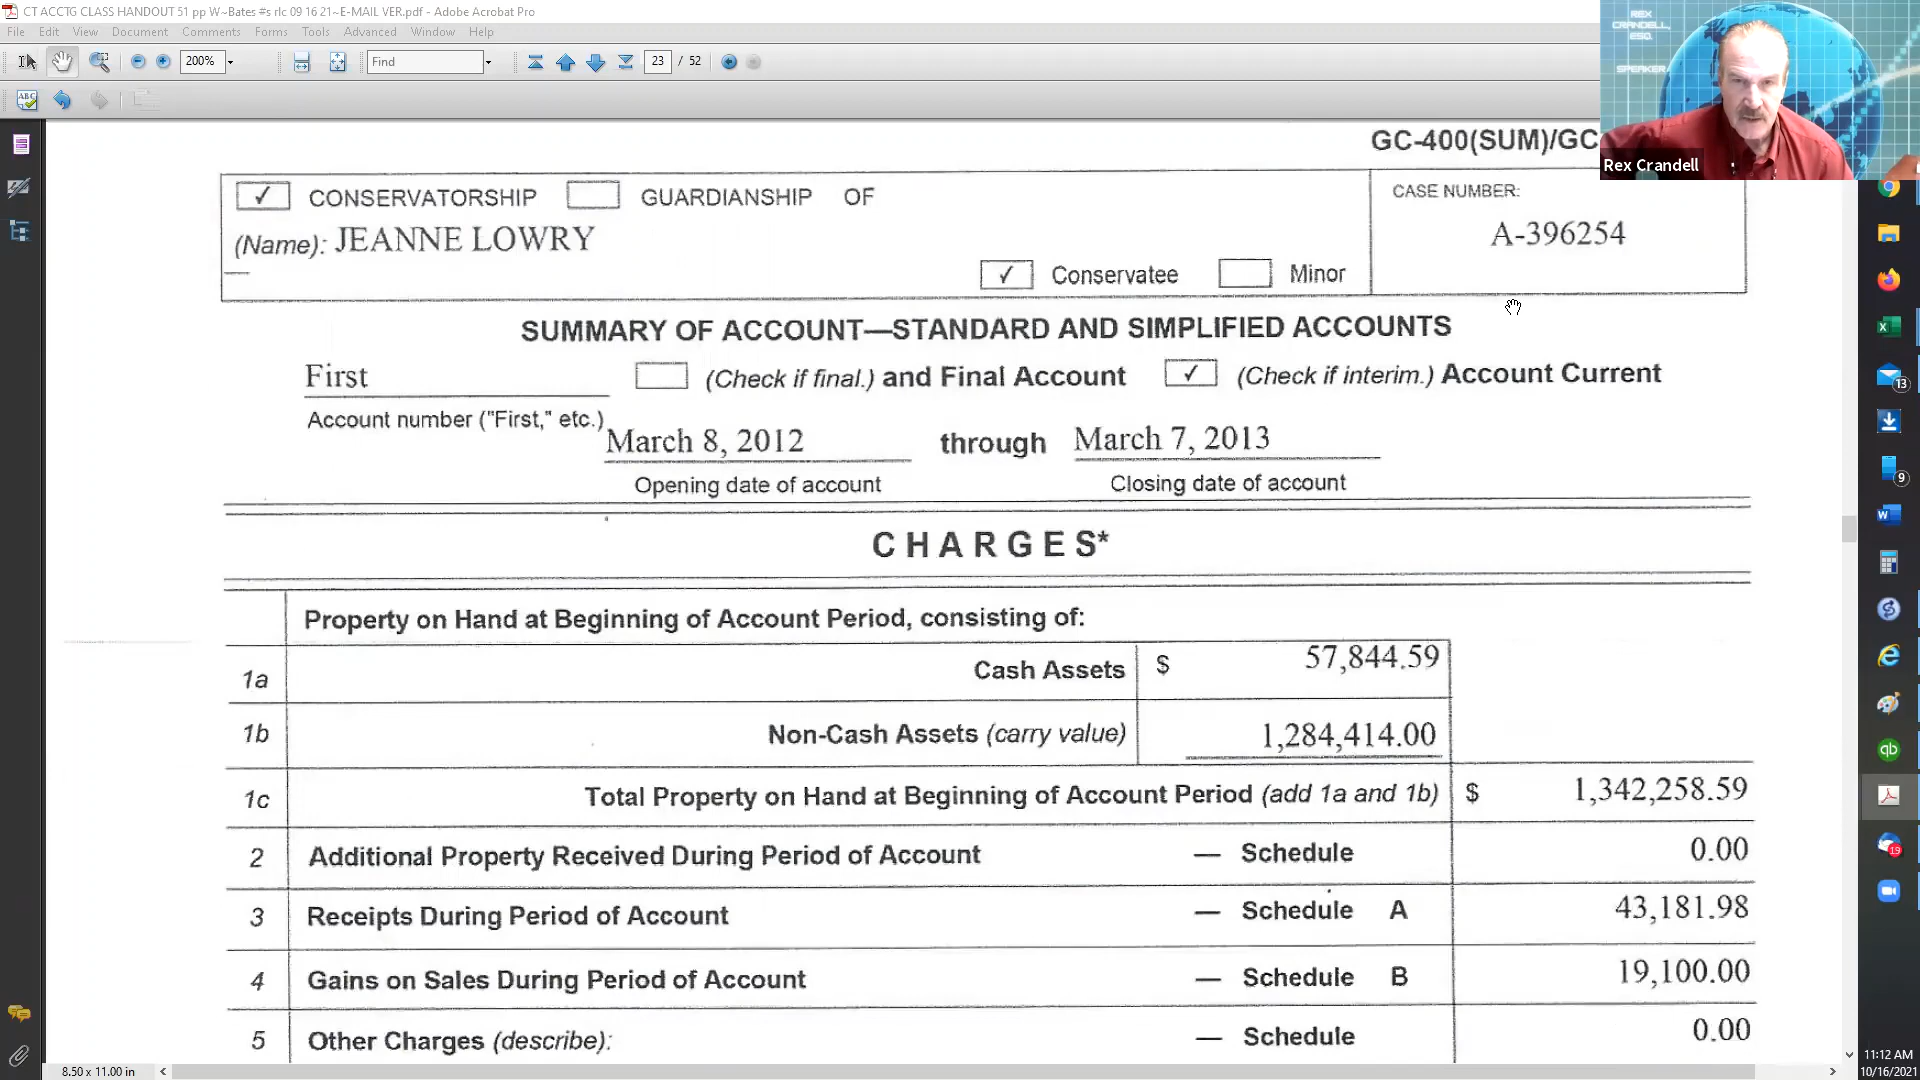 CT ACCTG CLASS HANDOUT 51 pp W~Bates #s rlc 09 16 21~E-MAIL VER.pdf - Adobe Acrobat Pro
File Edit View Document Comments Forms Tools Advanced Window Help
200% Find 23 / 52
REX CRANDELL, ESQ.
SPEAKER
Rex Crandell
GC-400(SUM)/GC
✓ CONSERVATORSHIP GUARDIANSHIP OF
(Name): JEANNE LOWRY
✓ Conservatee Minor
CASE NUMBER:
A-396254
SUMMARY OF ACCOUNT—STANDARD AND SIMPLIFIED ACCOUNTS
First (Check if final.) and Final Account ✓ (Check if interim.) Account Current
Account number ("First," etc.)
March 8, 2012 through March 7, 2013
Opening date of account Closing date of account
CHARGES*
Property on Hand at Beginning of Account Period, consisting of:
1a Cash Assets $ 57,844.59
1b Non-Cash Assets (carry value) 1,284,414.00
1c Total Property on Hand at Beginning of Account Period (add 1a and 1b) $ 1,342,258.59
2 Additional Property Received During Period of Account — Schedule 0.00
3 Receipts During Period of Account — Schedule A 43,181.98
4 Gains on Sales During Period of Account — Schedule B 19,100.00
5 Other Charges (describe): — Schedule 0.00
8.50 x 11.00 in
13
9
19
11:12 AM
10/16/2021